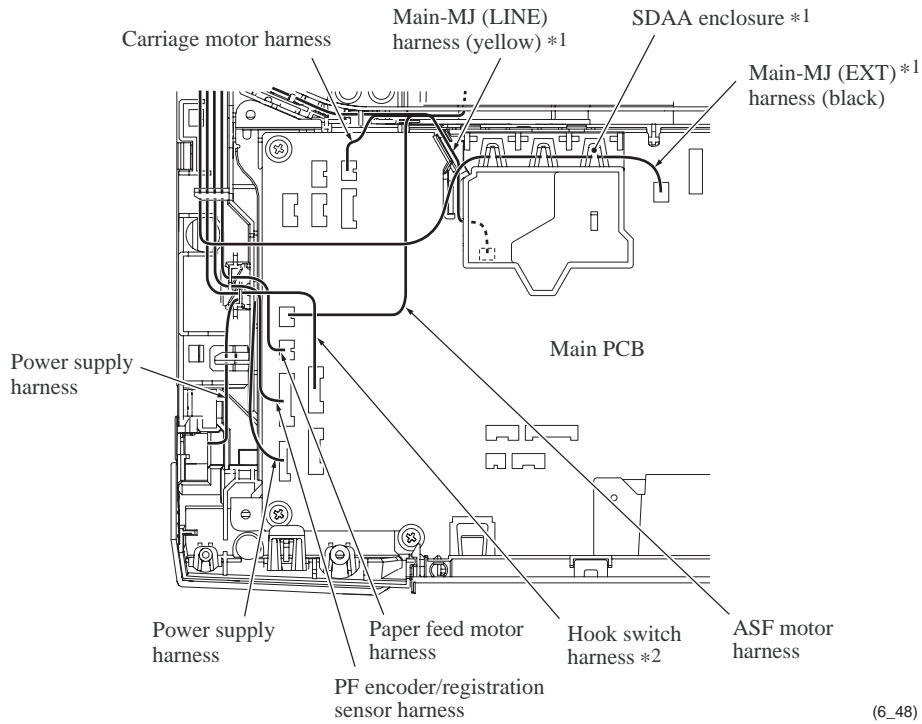 Main-MJ (LINE)
harness (yellow) *1
SDAA enclosure *1
Carriage motor harness
Main-MJ (EXT) *1
harness (black)
Main PCB
Power supply
harness
Power supply
harness
Paper feed motor
harness
Hook switch
harness *2
ASF motor
harness
PF encoder/registration
sensor harness
(6_48)